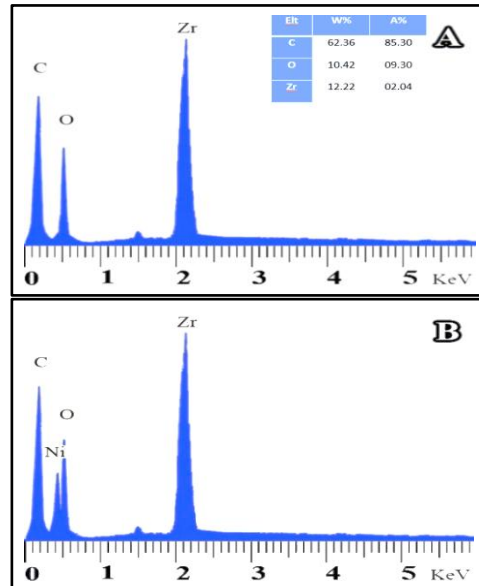 Zr
Elt W% A%
C 62.36 85.30
O 10.42 09.30
Zr 12.22 02.04
A
C
O
0 1 2 3 4 5 KeV
Zr
B
C
O
Ni
0 1 2 3 4 5 KeV